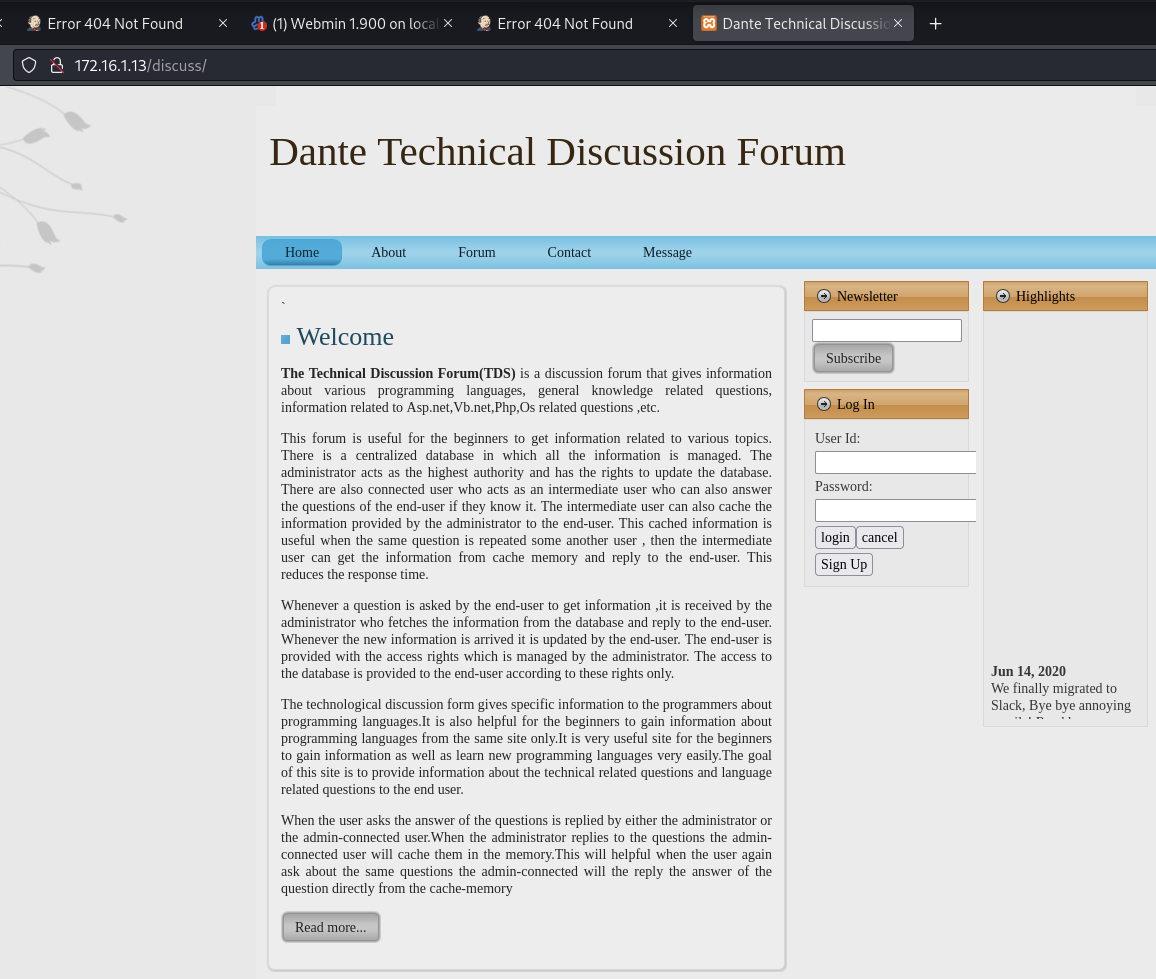 Error 404 Not Found
(1) Webmin 1.900 on loca
Error 404 Not Found
Dante Technical Discussio
172.16.1.13/discuss/
Dante Technical Discussion Forum
Home About Forum Contact Message
`
Welcome
The Technical Discussion Forum(TDS) is a discussion forum that gives information
about various programming languages, general knowledge related questions,
information related to Asp.net,Vb.net,Php,Os related questions ,etc.
This forum is useful for the beginners to get information related to various topics.
There is a centralized database in which all the information is managed. The
administrator acts as the highest authority and has the rights to update the database.
There are also connected user who acts as an intermediate user who can also answer
the questions of the end-user if they know it. The intermediate user can also cache the
information provided by the administrator to the end-user. This cached information is
useful when the same question is repeated some another user , then the intermediate
user can get the information from cache memory and reply to the end-user. This
reduces the response time.
Whenever a question is asked by the end-user to get information ,it is received by the
administrator who fetches the information from the database and reply to the end-user.
Whenever the new information is arrived it is updated by the end-user. The end-user is
provided with the access rights which is managed by the administrator. The access to
the database is provided to the end-user according to these rights only.
The technological discussion form gives specific information to the programmers about
programming languages.It is also helpful for the beginners to gain information about
programming languages from the same site only.It is very useful site for the beginners
to gain information as well as learn new programming languages very easily.The goal
of this site is to provide information about the technical related questions and language
related questions to the end user.
When the user asks the answer of the questions is replied by either the administrator or
the admin-connected user.When the administrator replies to the questions the admin-
connected user will cache them in the memory.This will helpful when the user again
ask about the same questions the admin-connected will the reply the answer of the
question directly from the cache-memory
Read more...
Newsletter
Subscribe
Log In
User Id:
Password:
login cancel
Sign Up
Highlights
Jun 14, 2020
We finally migrated to
Slack, Bye bye annoying